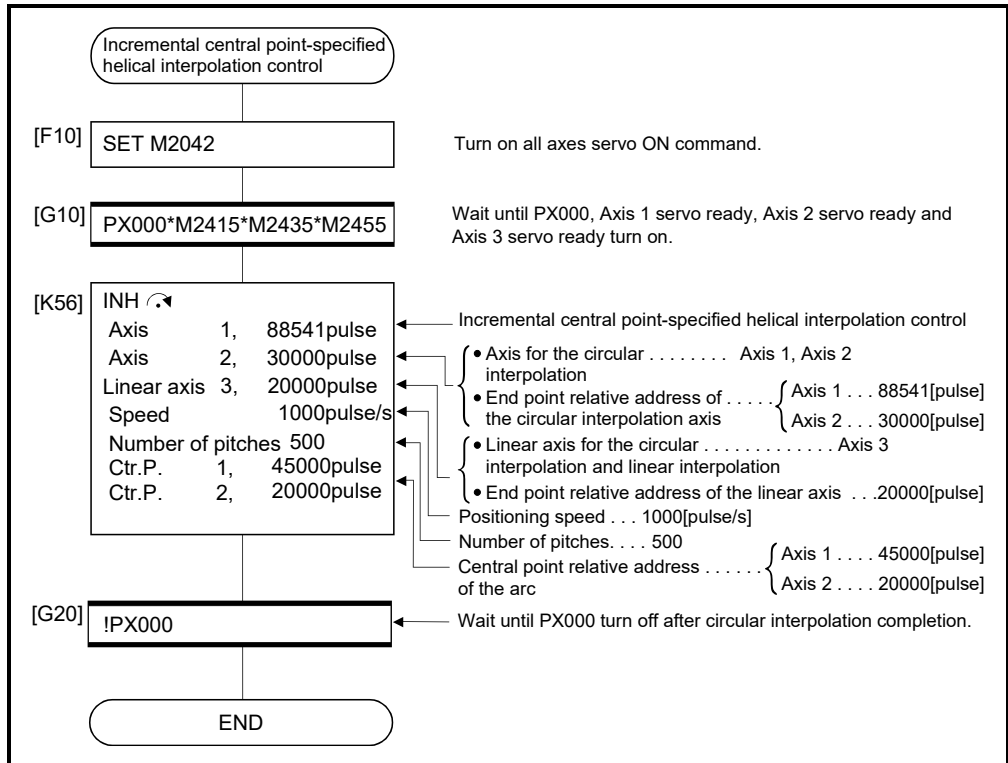 Incremental central point-specified
helical interpolation control
[F10]
SET M2042
Turn on all axes servo ON command.
[G10]
PX000*M2415*M2435*M2455
Wait until PX000, Axis 1 servo ready, Axis 2 servo ready and
Axis 3 servo ready turn on.
[K56]
INH
Axis 1, 88541pulse
Axis 2, 30000pulse
Linear axis 3, 20000pulse
Speed 1000pulse/s
Number of pitches 500
Ctr.P. 1, 45000pulse
Ctr.P. 2, 20000pulse
Incremental central point-specified helical interpolation control
• Axis for the circular . . . . . . . . Axis 1, Axis 2
interpolation
• End point relative address of . . . . . Axis 1 . . . 88541[pulse]
the circular interpolation axis Axis 2 . . . 30000[pulse]
• Linear axis for the circular . . . . . . . . . . . . . Axis 3
interpolation and linear interpolation
• End point relative address of the linear axis . . .20000[pulse]
Positioning speed . . . 1000[pulse/s]
Number of pitches. . . . 500
Central point relative address . . . . . . Axis 1 . . . . 45000[pulse]
of the arc Axis 2 . . . . 20000[pulse]
[G20]
!PX000
Wait until PX000 turn off after circular interpolation completion.
END